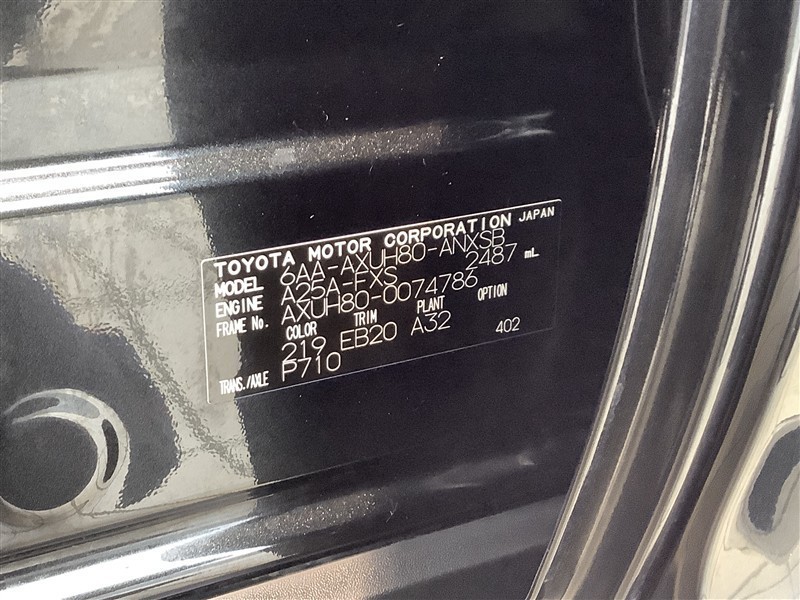 TOYOTA MOTOR CORPORATION JAPAN
MODEL 6AA-AXUH80-ANXSB
ENGINE A25A-FXS 2487 mL
FRAME No. AXUH80-0074786
COLOR TRIM PLANT OPTION
219 EB20 A32 402
TRANS./AXLE P710